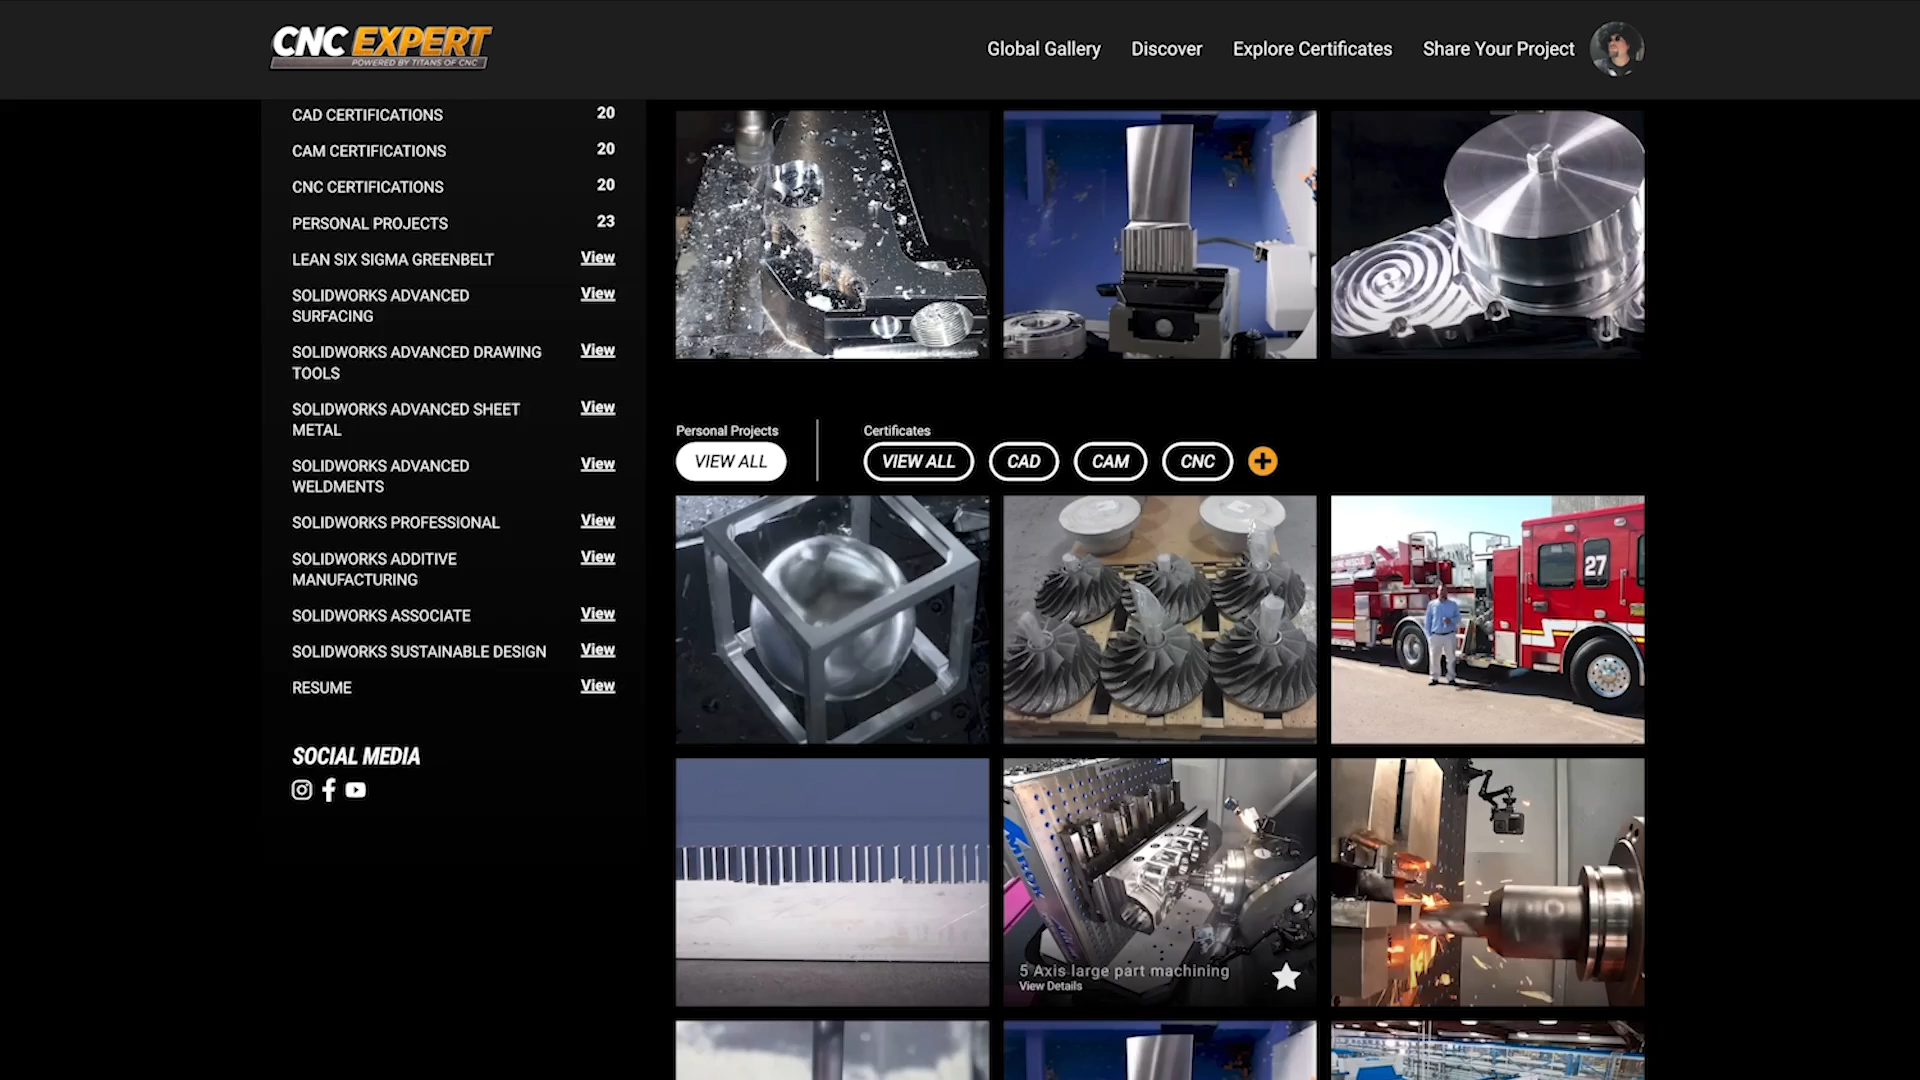 CNC EXPERT
POWERED BY TITANS OF CNC
Global Gallery
Discover
Explore Certificates
Share Your Project
CAD CERTIFICATIONS 20
CAM CERTIFICATIONS 20
CNC CERTIFICATIONS 20
PERSONAL PROJECTS 23
LEAN SIX SIGMA GREENBELT View
SOLIDWORKS ADVANCED View
SURFACING
SOLIDWORKS ADVANCED DRAWING View
TOOLS
SOLIDWORKS ADVANCED SHEET View
METAL
SOLIDWORKS ADVANCED View
WELDMENTS
SOLIDWORKS PROFESSIONAL View
SOLIDWORKS ADDITIVE View
MANUFACTURING
SOLIDWORKS ASSOCIATE View
SOLIDWORKS SUSTAINABLE DESIGN View
RESUME View
SOCIAL MEDIA
Personal Projects
VIEW ALL
Certificates
VIEW ALL
CAD
CAM
CNC
27
5 Axis large part machining
View Details